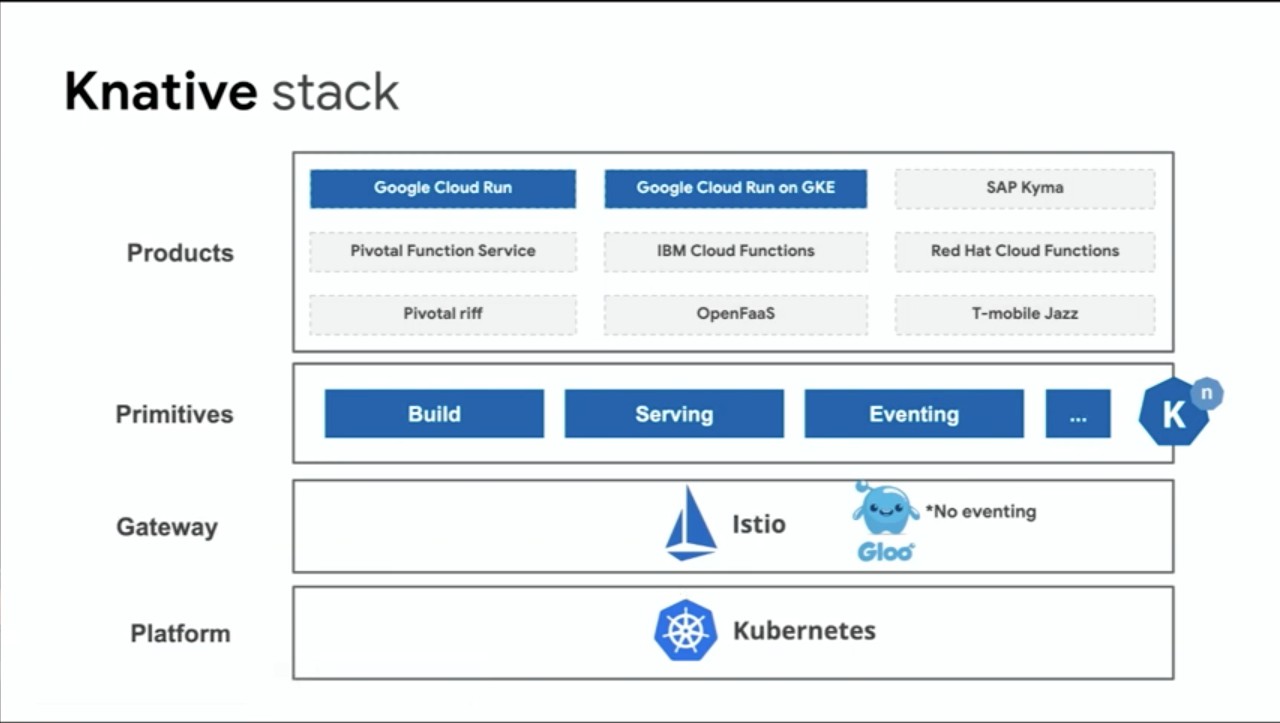 Knative stack
Products
Google Cloud Run
Google Cloud Run on GKE
SAP Kyma
Pivotal Function Service
IBM Cloud Functions
Red Hat Cloud Functions
Pivotal riff
OpenFaaS
T-mobile Jazz
Primitives
Build
Serving
Eventing
...
K
n
Gateway
Istio
Gloo
*No eventing
Platform
Kubernetes